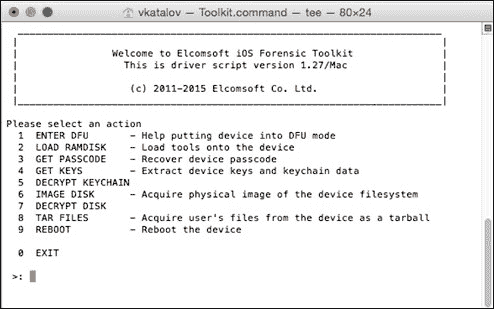 vkatalov — Toolkit.command — tee — 80×24
Welcome to Elcomsoft iOS Forensic Toolkit
This is driver script version 1.27/Mac
(c) 2011-2015 Elcomsoft Co. Ltd.
Please select an action
1 ENTER DFU - Help putting device into DFU mode
2 LOAD RAMDISK - Load tools onto the device
3 GET PASSCODE - Recover device passcode
4 GET KEYS - Extract device keys and keychain data
5 DECRYPT KEYCHAIN
6 IMAGE DISK - Acquire physical image of the device filesystem
7 DECRYPT DISK
8 TAR FILES - Acquire user's files from the device as a tarball
9 REBOOT - Reboot the device
0 EXIT
>: